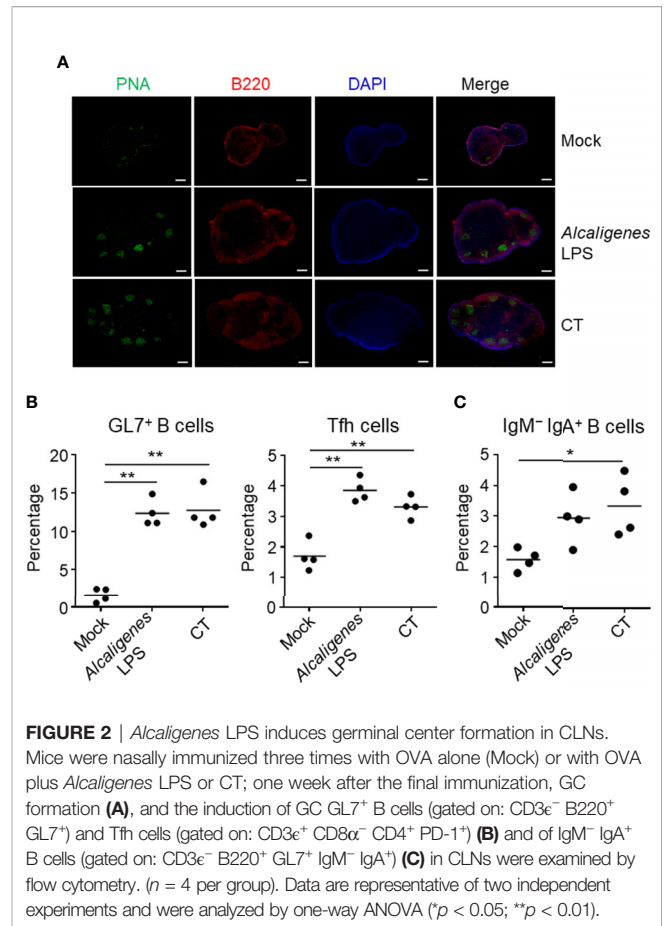 A
PNA B220 DAPI Merge
Mock
Alcaligenes
LPS
CT
B
GL7⁺ B cells
**
**
Percentage
20
15
10
5
0
Mock
Alcaligenes
LPS
CT
Tfh cells
**
**
Percentage
5
4
3
2
1
0
Mock
Alcaligenes
LPS
CT
C
IgM⁻ IgA⁺ B cells
*
Percentage
5
4
3
2
1
0
Mock
Alcaligenes
LPS
CT
FIGURE 2 | Alcaligenes LPS induces germinal center formation in CLNs.
Mice were nasally immunized three times with OVA alone (Mock) or with OVA
plus Alcaligenes LPS or CT; one week after the final immunization, GC
formation (A), and the induction of GC GL7⁺ B cells (gated on: CD3ϵ⁻ B220⁺
GL7⁺) and Tfh cells (gated on: CD3ϵ⁺ CD8α⁻ CD4⁺ PD-1⁺) (B) and of IgM⁻ IgA⁺
B cells (gated on: CD3ϵ⁻ B220⁺ GL7⁺ IgM⁻ IgA⁺) (C) in CLNs were examined by
flow cytometry. (n = 4 per group). Data are representative of two independent
experiments and were analyzed by one-way ANOVA (*p < 0.05; **p < 0.01).